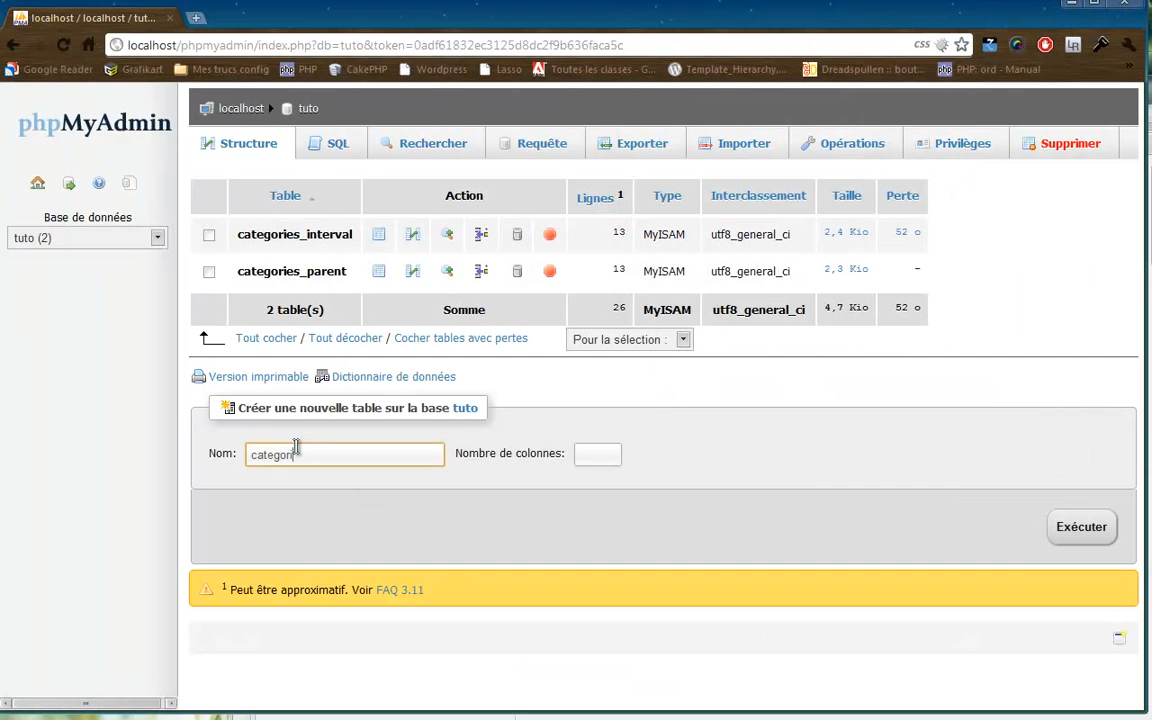 localhost / localhost / tut...
localhost/phpmyadmin/index.php?db=tuto&token=0adf61832ec3125d8dc2f9b636faca5c
CSS
Google Reader Grafikart Mes trucs config php PHP CakePHP Wordpress Lasso Toutes les classes - G... Template_Hierarchy,... Dreadspullen :: bout... php PHP: ord - Manual »
phpMyAdmin
localhost tuto
Structure SQL Rechercher Requête Exporter Importer Opérations Privilèges Supprimer
Base de données
tuto (2)
Table Action Lignes 1 Type Interclassement Taille Perte
categories_interval 13 MyISAM utf8_general_ci 2,4 Kio 52 o
categories_parent 13 MyISAM utf8_general_ci 2,3 Kio -
2 table(s) Somme 26 MyISAM utf8_general_ci 4,7 Kio 52 o
Tout cocher / Tout décocher / Cocher tables avec pertes Pour la sélection :
Version imprimable Dictionnaire de données
Créer une nouvelle table sur la base tuto
Nom: categori Nombre de colonnes:
Exécuter
1 Peut être approximatif. Voir FAQ 3.11